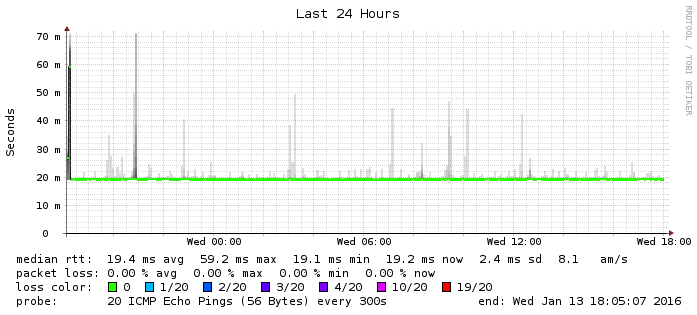 Last 24 Hours
RRDTOOL / TOBI OETIKER
Seconds
70 m
60 m
50 m
40 m
30 m
20 m
10 m
0
Wed 00:00 Wed 06:00 Wed 12:00 Wed 18:00
median rtt: 19.4 ms avg 59.2 ms max 19.1 ms min 19.2 ms now 2.4 ms sd 8.1 am/s
packet loss: 0.00 % avg 0.00 % max 0.00 % min 0.00 % now
loss color: 0 1/20 2/20 3/20 4/20 10/20 19/20
probe: 20 ICMP Echo Pings (56 Bytes) every 300s end: Wed Jan 13 18:05:07 2016